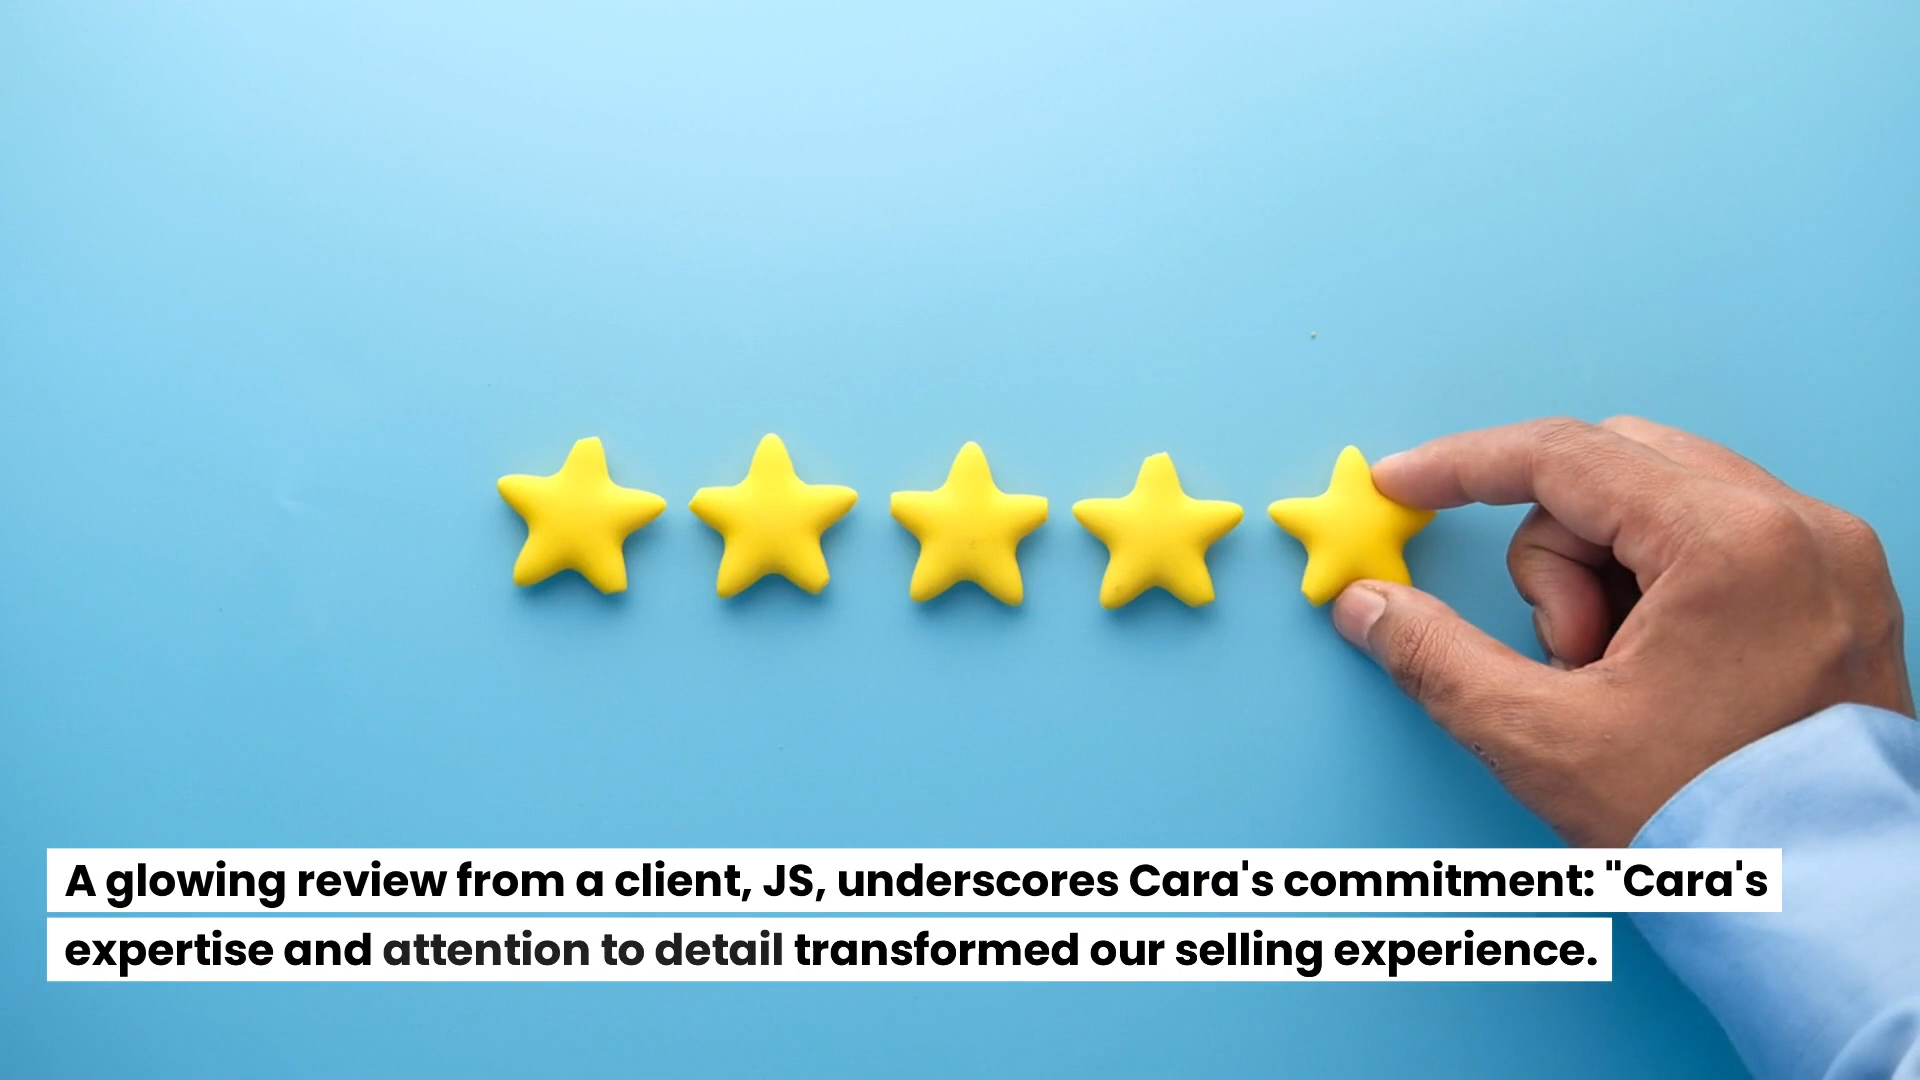 A glowing review from a client, JS, underscores Cara's commitment: "Cara's
expertise and attention to detail transformed our selling experience.